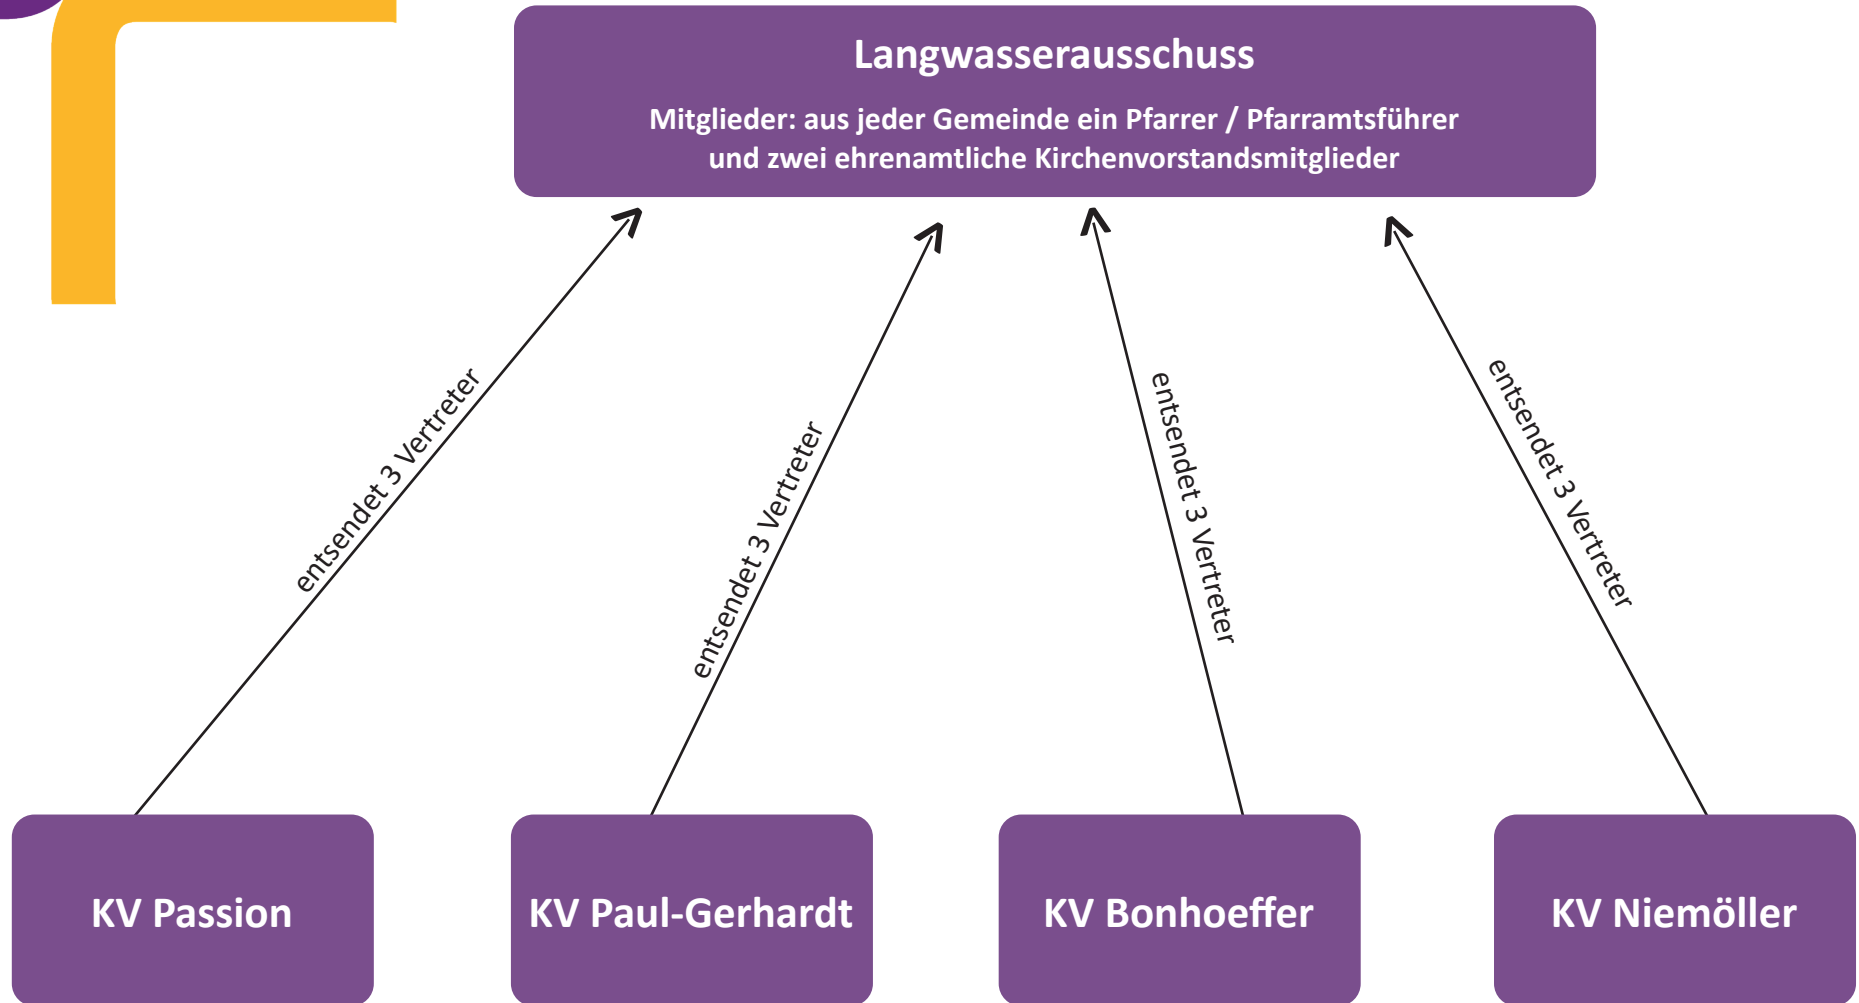 Langwasserausschuss
Mitglieder: aus jeder Gemeinde ein Pfarrer / Pfarramtsführer
und zwei ehrenamtliche Kirchenvorstandsmitglieder
entsendet 3 Vertreter
entsendet 3 Vertreter
entsendet 3 Vertreter
entsendet 3 Vertreter
KV Passion
KV Paul-Gerhardt
KV Bonhoeffer
KV Niemöller